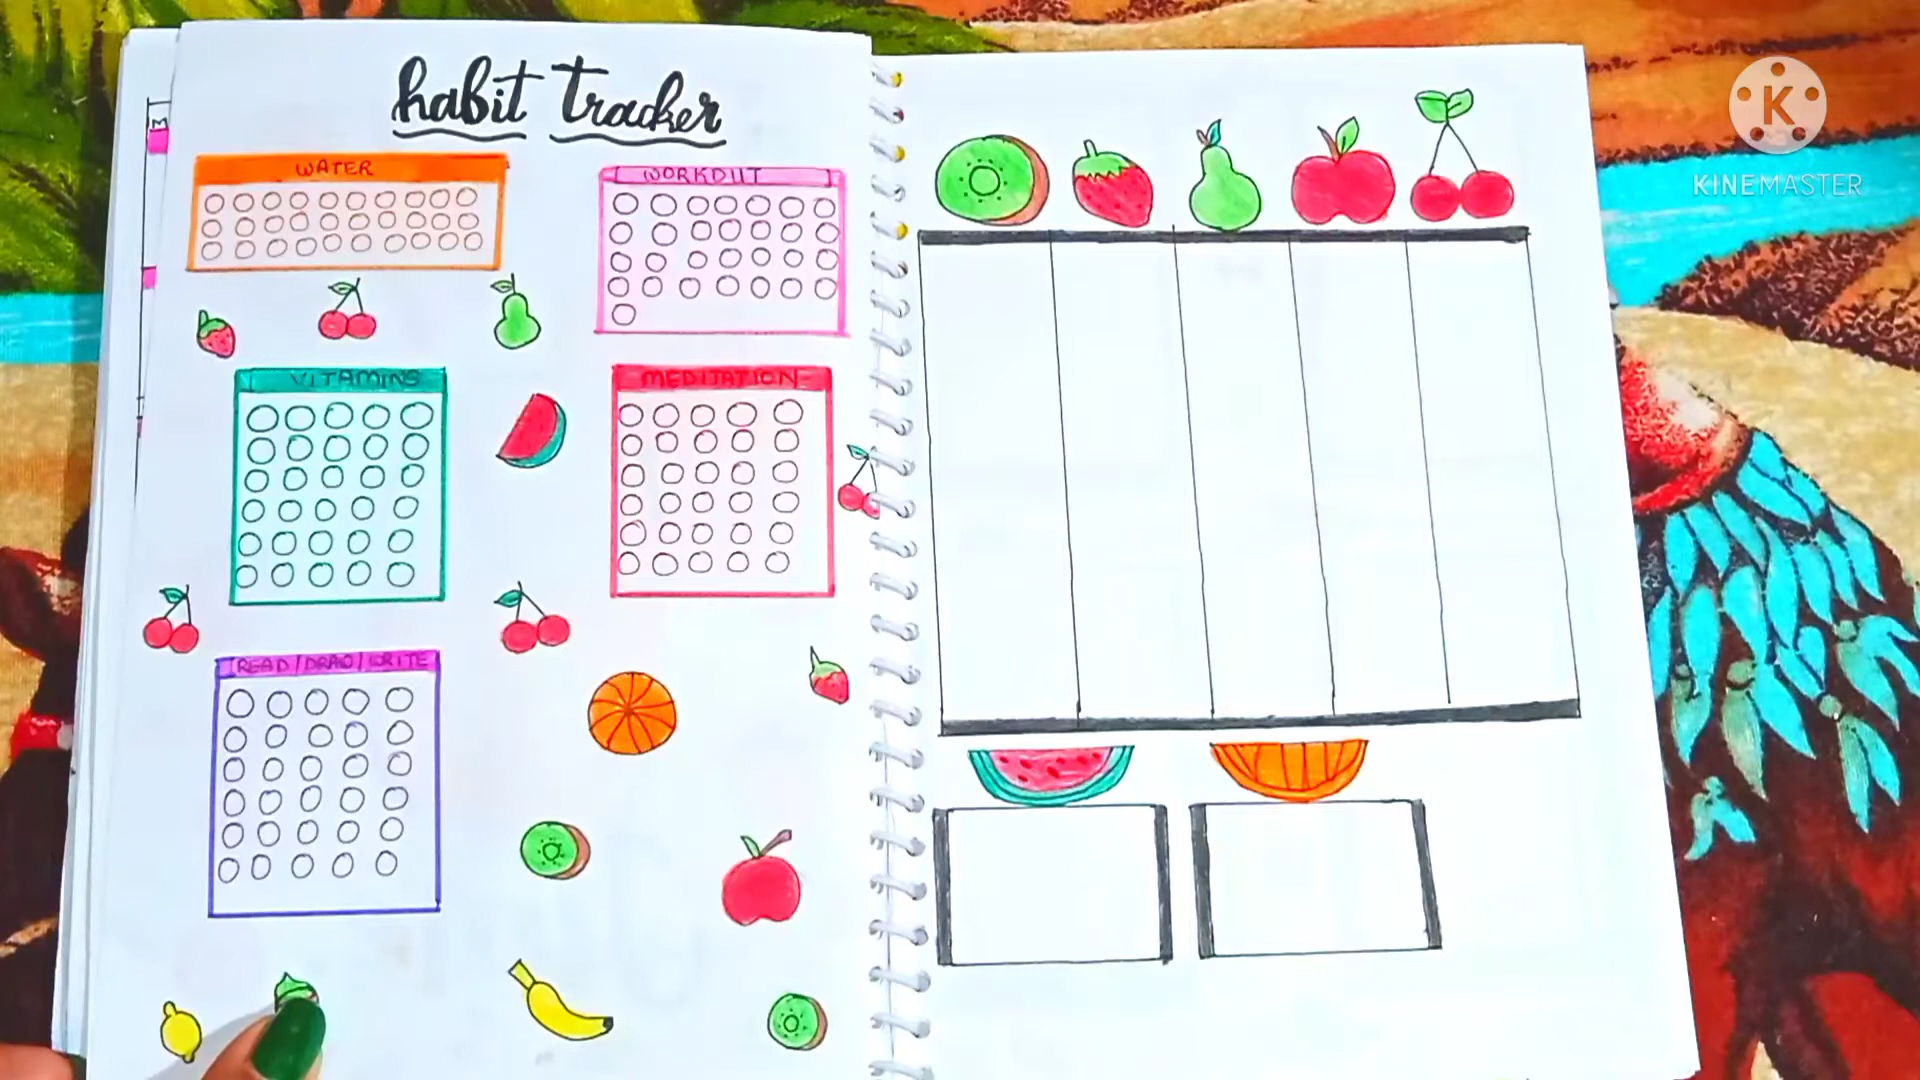 habit tracker
WATER
WORKOUT
VITAMINS
MEDITATION
READ/DRAW/WRITE
M
K
KINEMASTER